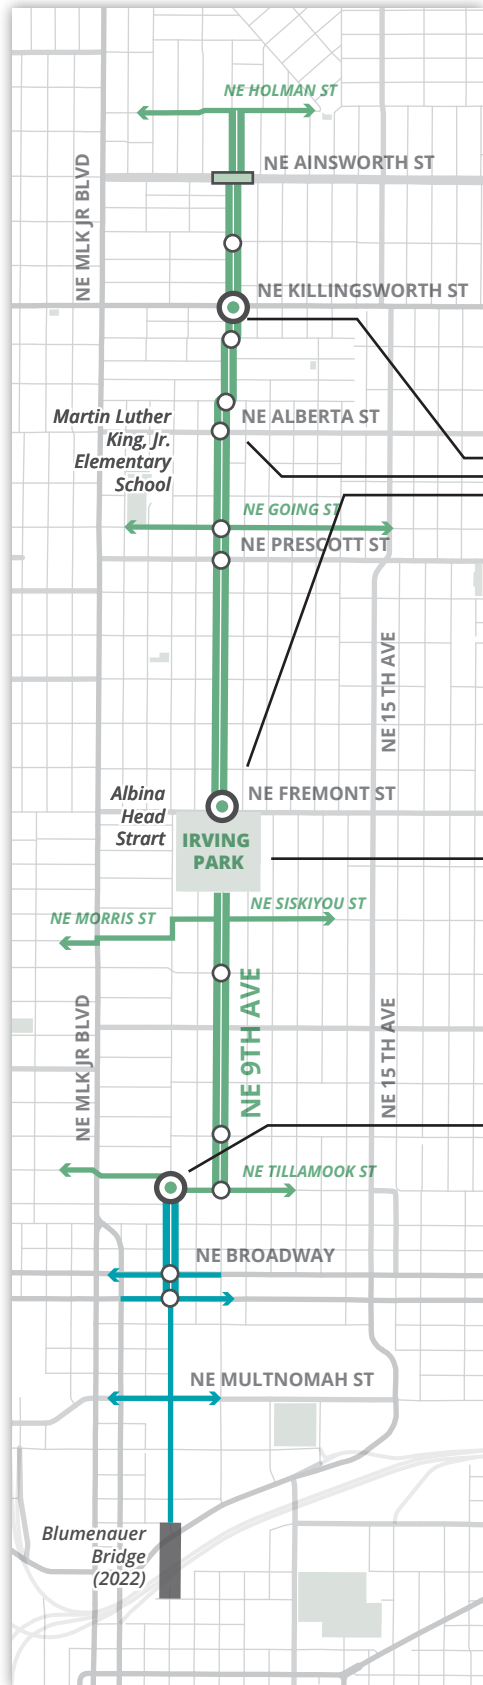 NE HOLMAN ST
NE AINSWORTH ST
NE MLK JR BLVD
NE KILLINGSWORTH ST
Martin Luther
King, Jr.
Elementary
School
NE ALBERTA ST
NE GOING ST
NE PRESCOTT ST
NE 15 TH AVE
Albina
Head
Strart
NE FREMONT ST
IRVING
PARK
NE MORRIS ST
NE SISKIYOU ST
NE 9TH AVE
NE MLK JR BLVD
NE 15 TH AVE
NE TILLAMOOK ST
NE BROADWAY
NE MULTNOMAH ST
Blumenauer
Bridge
(2022)